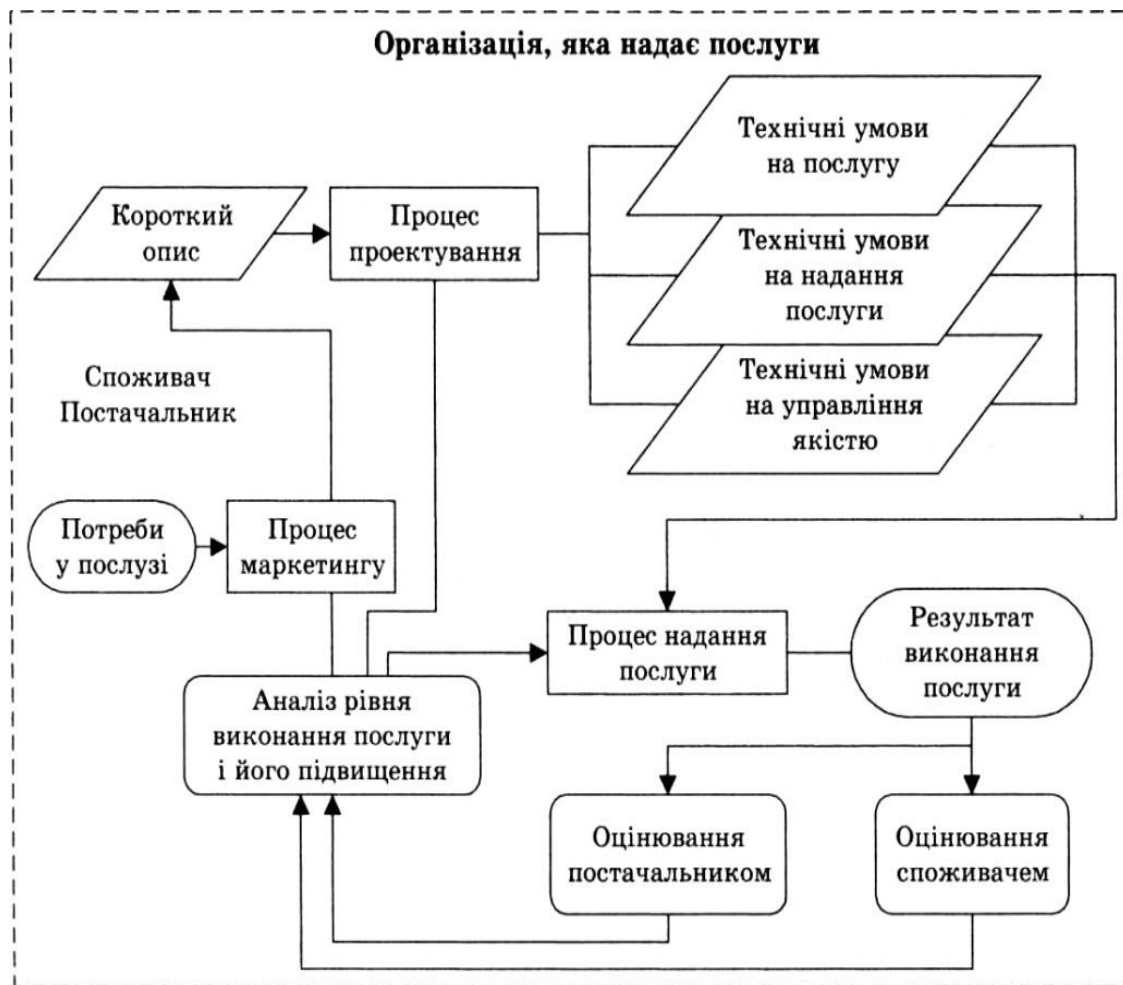 Організація, яка надає послуги
Технічні умови
на послугу
Короткий
опис
Процес
проектування
Технічні умови
на надання
послуги
Технічні умови
на управління
якістю
Споживач
Постачальник
Потреби
у послузі
Процес
маркетингу
Процес надання
послуги
Результат
виконання
послуги
Аналіз рівня
виконання послуги
і його підвищення
Оцінювання
постачальником
Оцінювання
споживачем